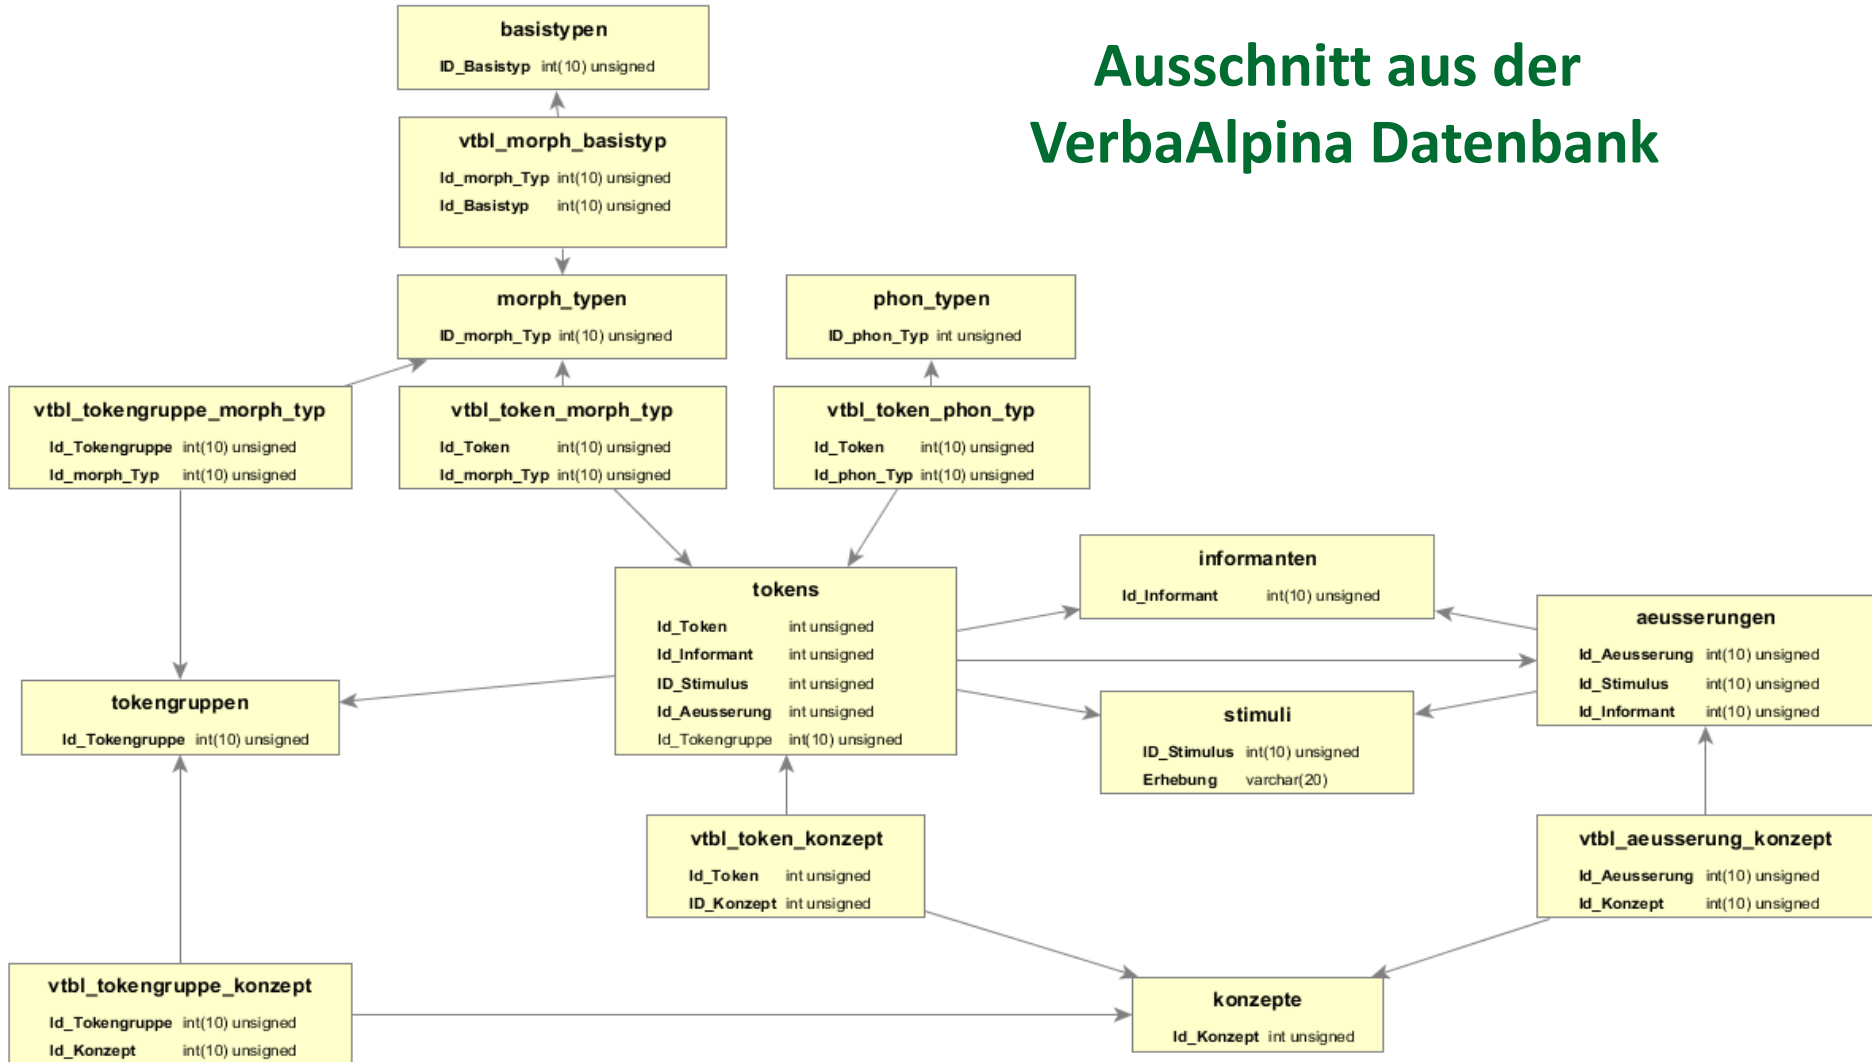 Ausschnitt aus der
VerbaAlpina Datenbank
basistypen
ID_Basistyp int(10) unsigned
vtbl_morph_basistyp
Id_morph_Typ int(10) unsigned
Id_Basistyp int(10) unsigned
morph_typen
ID_morph_Typ int(10) unsigned
phon_typen
ID_phon_Typ int unsigned
vtbl_tokengruppe_morph_typ
Id_Tokengruppe int(10) unsigned
Id_morph_Typ int(10) unsigned
vtbl_token_morph_typ
Id_Token int(10) unsigned
Id_morph_Typ int(10) unsigned
vtbl_token_phon_typ
Id_Token int(10) unsigned
Id_phon_Typ int(10) unsigned
informanten
Id_Informant int(10) unsigned
tokens
Id_Token int unsigned
Id_Informant int unsigned
ID_Stimulus int unsigned
Id_Aeusserung int unsigned
Id_Tokengruppe int(10) unsigned
aeusserungen
Id_Aeusserung int(10) unsigned
Id_Stimulus int(10) unsigned
Id_Informant int(10) unsigned
tokengruppen
Id_Tokengruppe int(10) unsigned
stimuli
ID_Stimulus int(10) unsigned
Erhebung varchar(20)
vtbl_token_konzept
Id_Token int unsigned
ID_Konzept int unsigned
vtbl_aeusserung_konzept
Id_Aeusserung int(10) unsigned
Id_Konzept int(10) unsigned
vtbl_tokengruppe_konzept
Id_Tokengruppe int(10) unsigned
Id_Konzept int(10) unsigned
konzepte
Id_Konzept int unsigned